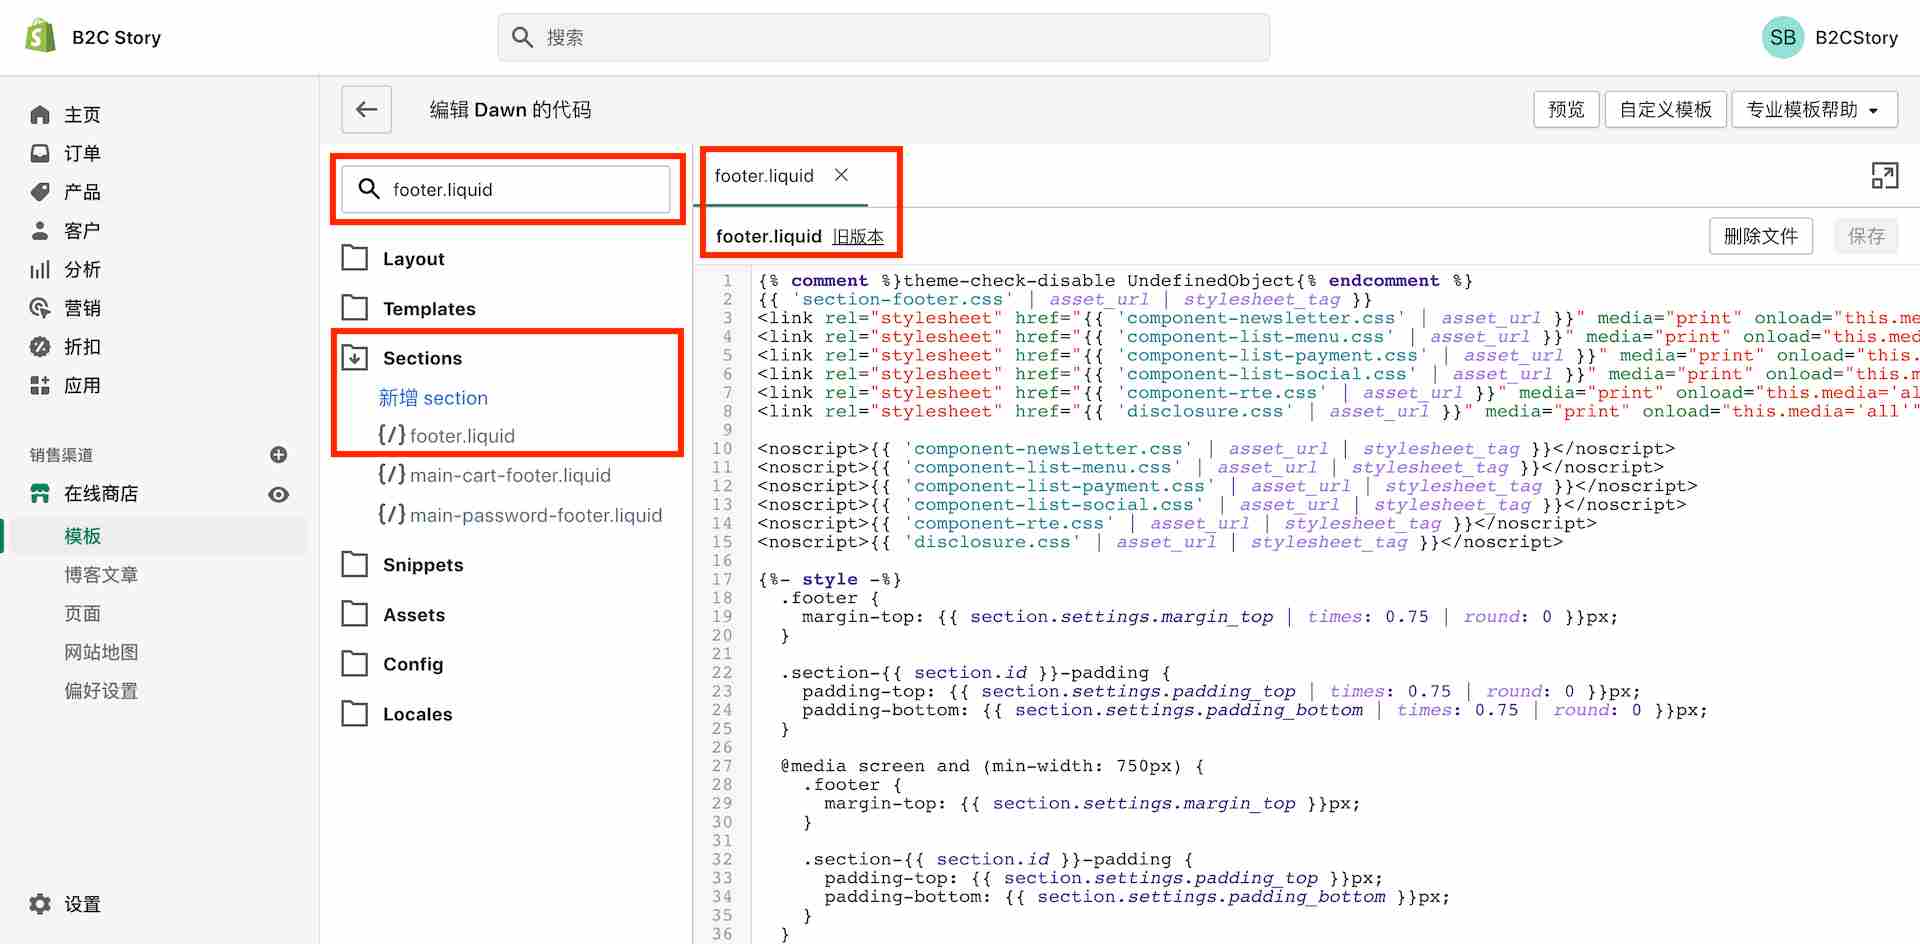 B2C Story
搜索
SB B2CStory
主页
订单
产品
客户
分析
营销
折扣
应用
销售渠道
在线商店
模板
博客文章
页面
网站地图
偏好设置
设置
编辑 Dawn 的代码
预览
自定义模板
专业模板帮助
footer.liquid
Layout
Templates
Sections
新增 section
{/} footer.liquid
{/} main-cart-footer.liquid
{/} main-password-footer.liquid
Snippets
Assets
Config
Locales
footer.liquid
footer.liquid 旧版本
删除文件
保存
1 {% comment %}theme-check-disable UndefinedObject{% endcomment %}
2 {{ 'section-footer.css' | asset_url | stylesheet_tag }}
3 <link rel="stylesheet" href="{{ 'component-newsletter.css' | asset_url }}" media="print" onload="this.me
4 <link rel="stylesheet" href="{{ 'component-list-menu.css' | asset_url }}" media="print" onload="this.med
5 <link rel="stylesheet" href="{{ 'component-list-payment.css' | asset_url }}" media="print" onload="this.
6 <link rel="stylesheet" href="{{ 'component-list-social.css' | asset_url }}" media="print" onload="this.m
7 <link rel="stylesheet" href="{{ 'component-rte.css' | asset_url }}" media="print" onload="this.media='al
8 <link rel="stylesheet" href="{{ 'disclosure.css' | asset_url }}" media="print" onload="this.media='all'"
9
10 <noscript>{{ 'component-newsletter.css' | asset_url | stylesheet_tag }}</noscript>
11 <noscript>{{ 'component-list-menu.css' | asset_url | stylesheet_tag }}</noscript>
12 <noscript>{{ 'component-list-payment.css' | asset_url | stylesheet_tag }}</noscript>
13 <noscript>{{ 'component-list-social.css' | asset_url | stylesheet_tag }}</noscript>
14 <noscript>{{ 'component-rte.css' | asset_url | stylesheet_tag }}</noscript>
15 <noscript>{{ 'disclosure.css' | asset_url | stylesheet_tag }}</noscript>
16
17 {%- style -%}
18 .footer {
19 margin-top: {{ section.settings.margin_top | times: 0.75 | round: 0 }}px;
20 }
21
22 .section-{{ section.id }}-padding {
23 padding-top: {{ section.settings.padding_top | times: 0.75 | round: 0 }}px;
24 padding-bottom: {{ section.settings.padding_bottom | times: 0.75 | round: 0 }}px;
25 }
26
27 @media screen and (min-width: 750px) {
28 .footer {
29 margin-top: {{ section.settings.margin_top }}px;
30 }
31
32 .section-{{ section.id }}-padding {
33 padding-top: {{ section.settings.padding_top }}px;
34 padding-bottom: {{ section.settings.padding_bottom }}px;
35 }
36 }